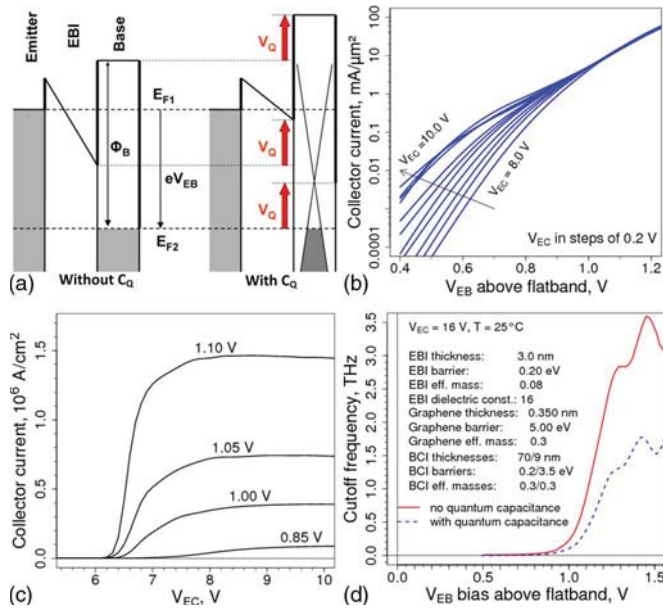 Emitter
EBI
Base
V_Q
E_F1
Φ_B
V_Q
eV_EB
V_Q
E_F2
Without C_Q
With C_Q
(a)
Collector current, mA/µm²
100
10
1
0.1
0.01
0.0001
V_EC =10.0 V
V_EC = 8.0 V
V_EC in steps of 0.2 V
0.4 0.6 0.8 1.0 1.2
V_EB above flatband, V
(b)
Collector current, 10⁶ A/cm²
1.5
1.0
0.5
0.0
1.10 V
1.05 V
1.00 V
0.85 V
6 7 8 9 10
V_EC, V
(c)
Cutoff frequency, THz
3.5
3.0
2.5
2.0
1.5
1.0
0.5
0.0
V_EC = 16 V, T = 25°C
EBI thickness: 3.0 nm
EBI barrier: 0.20 eV
EBI eff. mass: 0.08
EBI dielectric const.: 16
Graphene thickness: 0.350 nm
Graphene barrier: 5.00 eV
Graphene eff. mass: 0.3
BCI thicknesses: 70/9 nm
BCI barriers: 0.2/3.5 eV
BCI eff. masses: 0.3/0.3
no quantum capacitance
with quantum capacitance
0.0 0.5 1.0 1.5
V_EB bias above flatband, V
(d)